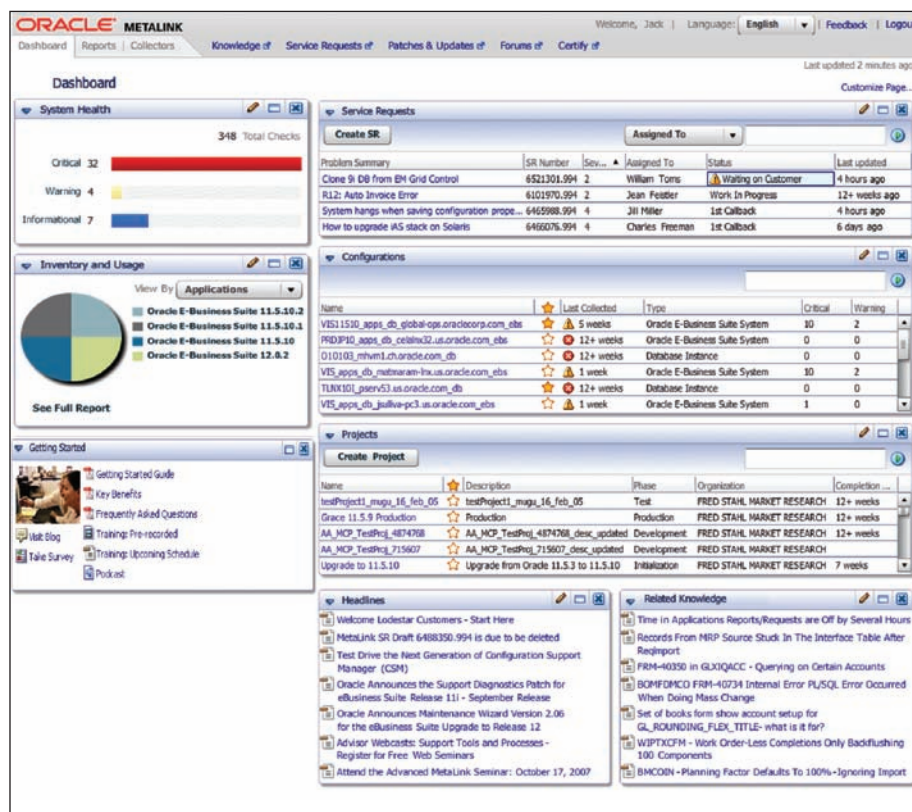 ORACLE METALINK
Welcome, Jack | Language: English | Feedback | Logou
Dashboard | Reports | Collectors Knowledge Service Requests Patches & Updates Forums Certify
Last updated 2 minutes ago
Dashboard
Customize Page...
System Health
348 Total Checks
Critical 32
Warning 4
Informational 7
Service Requests
Create SR Assigned To
Problem Summary SR Number Sev... Assigned To Status Last updated
Clone 9i DB from EM Grid Control 6521301.994 2 William Toms Waiting on Customer 4 hours ago
R12: Auto Invoice Error 6101970.994 2 Jean Feistler Work In Progress 12+ weeks ago
System hangs when saving configuration prope... 6465988.994 4 Jill Miller 1st Callback 4 hours ago
How to upgrade iAS stack on Solaris 6466076.994 4 Charles Freeman 1st Callback 6 days ago
Inventory and Usage
View By Applications
Oracle E-Business Suite 11.5.10.2
Oracle E-Business Suite 11.5.10.1
Oracle E-Business Suite 11.5.10
Oracle E-Business Suite 12.0.2
See Full Report
Configurations
Name Last Collected Type Critical Warning
VIS11510_apps_db_global-ops.oraclecorp.com_ebs 5 weeks Oracle E-Business Suite System 10 2
PRDJP10_apps_db_celalnx32.us.oracle.com_ebs 12+ weeks Oracle E-Business Suite System 0 0
O10103_mhvm1.ch.oracle.com_db 12+ weeks Database Instance 0 0
VIS_apps_db_matmaram-lnx.us.oracle.com_ebs 1 week Oracle E-Business Suite System 10 2
12+ weeks Database Instance 0 0
VIS_apps_db_jsulliva-pc3.us.oracle.com_ebs 1 week Oracle E-Business Suite System 1 0
Getting Started
Getting Started Guide
Key Benefits
Frequently Asked Questions
Training: Pre-recorded
Training: Upcoming Schedule
Podcast
Visit Blog
Take Survey
Projects
Create Project
Name Description Phase Organization Completion ...
testProject1_mugu_16_feb_05 testProject1_mugu_16_feb_05 Test FRED STAHL MARKET RESEARCH 12+ weeks
Grace 11.5.9 Production Production Production FRED STAHL MARKET RESEARCH 12+ weeks
AA_MCP_TestProj_4874768 AA_MCP_TestProj_4874768_desc_updated Development FRED STAHL MARKET RESEARCH 12+ weeks
AA_MCP_TestProj_715607 AA_MCP_TestProj_715607_desc_updated Development FRED STAHL MARKET RESEARCH
Upgrade to 11.5.10 Upgrade from Oracle 11.5.3 to 11.5.10 Initialization FRED STAHL MARKET RESEARCH 7 weeks
Headlines
Welcome Lodestar Customers - Start Here
MetaLink SR Draft 6488350.994 is due to be deleted
Test Drive the Next Generation of Configuration Support
Manager (CSM)
Oracle Announces the Support Diagnostics Patch for
eBusiness Suite Release 11i - September Release
Oracle Announces Maintenance Wizard Version 2.06
for the eBusiness Suite Upgrade to Release 12
Advisor Webcasts: Support Tools and Processes -
Register for Free Web Seminars
Attend the Advanced MetaLink Seminar: October 17, 2007
Related Knowledge
Time in Applications Reports/Requests are Off by Several Hours
Records From MRP Source Stuck In The Interface Table After
ReqImport
FRM-40350 in GLXIQACC - Querying on Certain Accounts
BOMFDMCO FRM-40734 Internal Error PL/SQL Error Occurred
When Doing Mass Change
Set of books form show account setup for
GL_ROUNDING_FLEX_TITLE- what is it for?
WIPTXCFM - Work Order-Less Completions Only Backflushing
100 Components
BMCOIN -Planning Factor Defaults To 100%-Ignoring Import